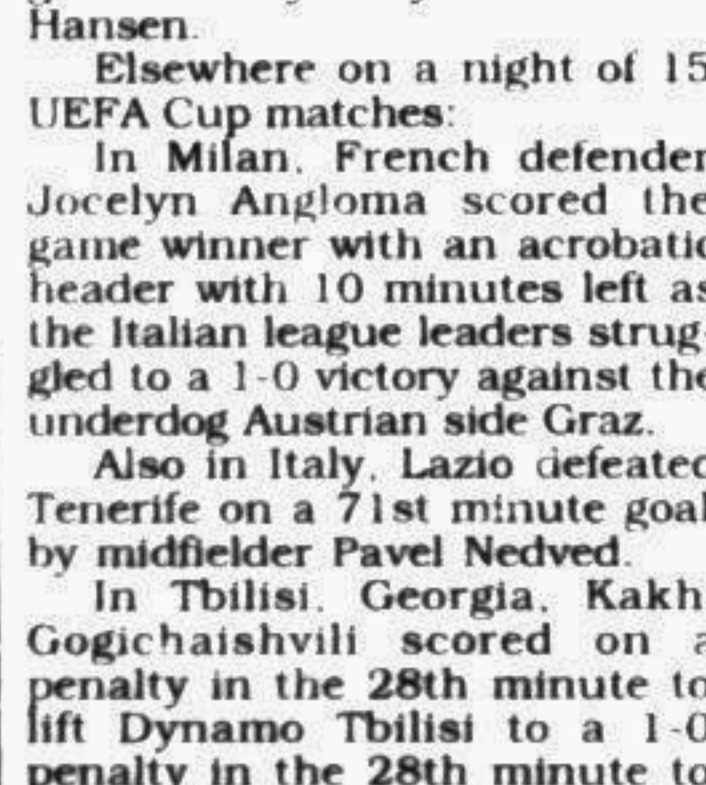 Hansen.
Elsewhere on a night of 15
UEFA Cup matches:
In Milan, French defender
Jocelyn Angloma scored the
game winner with an acrobatic
header with 10 minutes left as
the Italian league leaders strug-
gled to a 1-0 victory against the
underdog Austrian side Graz.
Also in Italy, Lazio defeated
Tenerife on a 71st minute goal
by midfielder Pavel Nedved.
In Tbilisi, Georgia, Kakh
Gogichaishvili scored on a
penalty in the 28th minute to
lift Dynamo Tbilisi to a 1-0
penalty in the 28th minute to